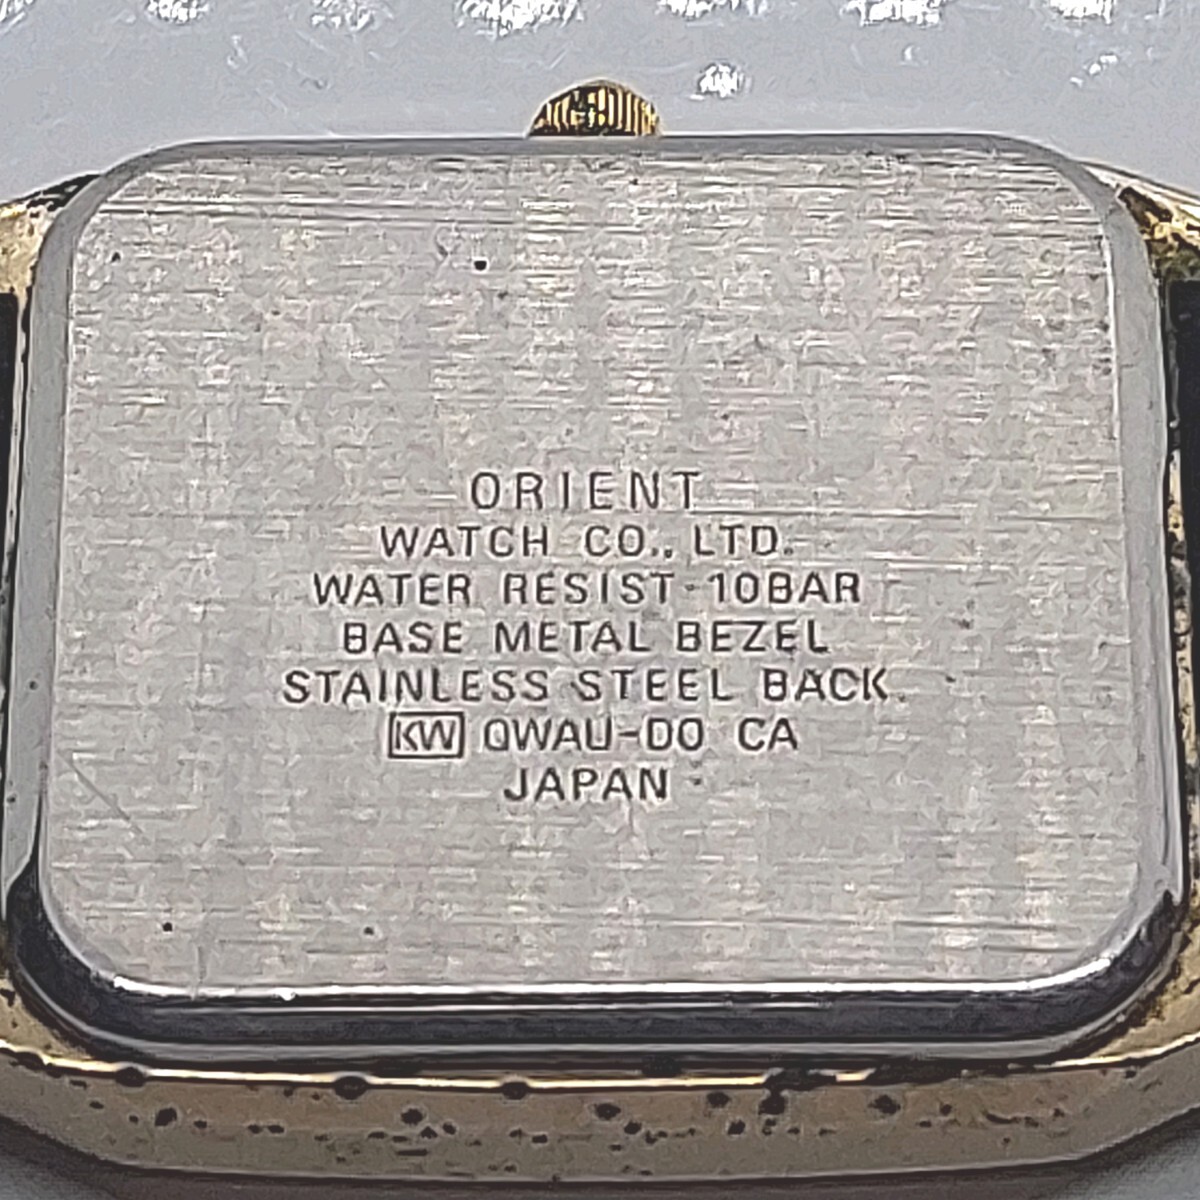 ORIENT
WATCH CO., LTD.
WATER RESIST 10BAR
BASE METAL BEZEL
STAINLESS STEEL BACK
KW QWAU-D0 CA
JAPAN